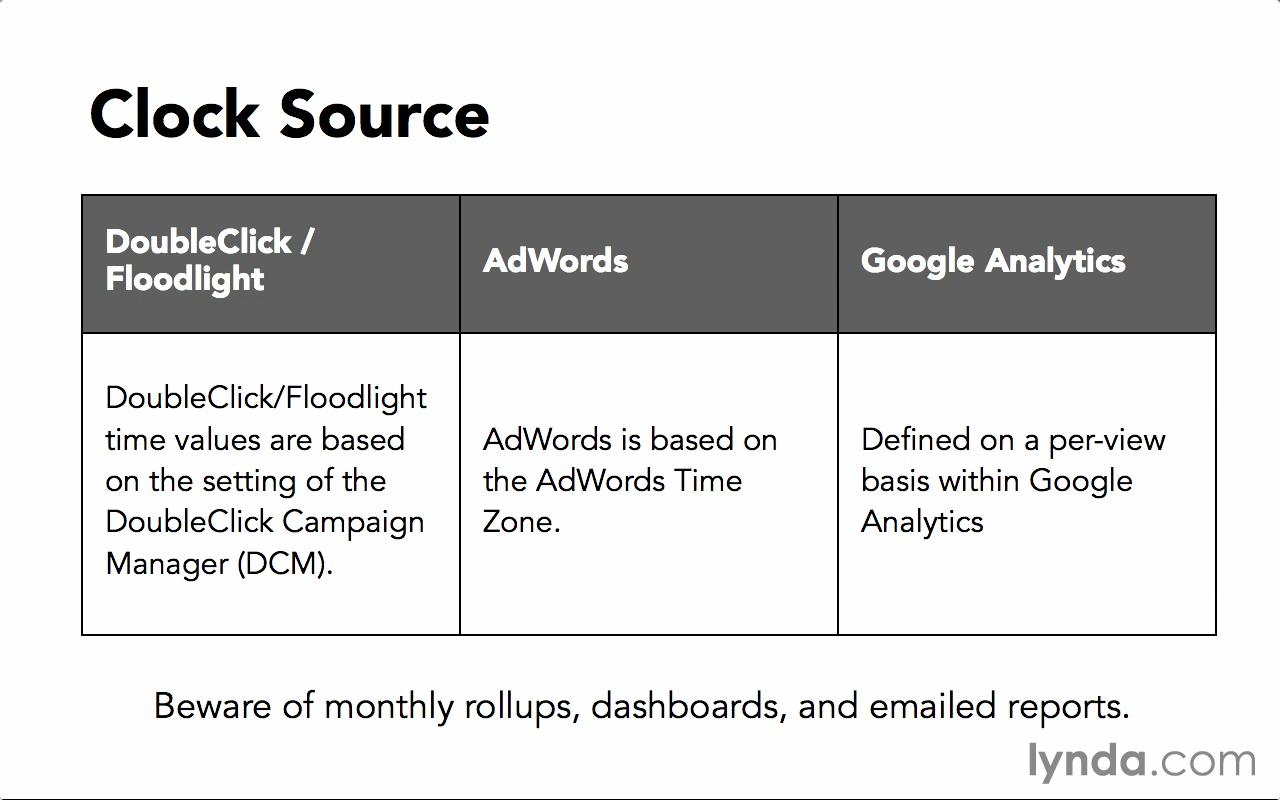 Clock Source
DoubleClick /
Floodlight
AdWords
Google Analytics
DoubleClick/Floodlight
time values are based
on the setting of the
DoubleClick Campaign
Manager (DCM).
AdWords is based on
the AdWords Time
Zone.
Defined on a per-view
basis within Google
Analytics
Beware of monthly rollups, dashboards, and emailed reports.
lynda.com